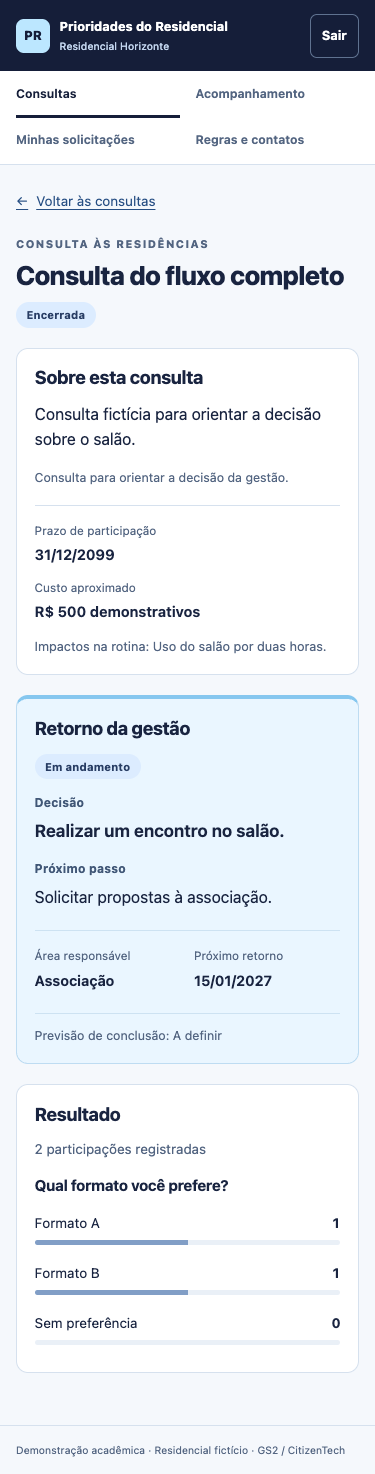 PR
Prioridades do Residencial
Residencial Horizonte
Sair
Consultas
Acompanhamento
Minhas solicitações
Regras e contatos
← Voltar às consultas
CONSULTA ÀS RESIDÊNCIAS
Consulta do fluxo completo
Encerrada
Sobre esta consulta
Consulta fictícia para orientar a decisão
sobre o salão.
Consulta para orientar a decisão da gestão.
Prazo de participação
31/12/2099
Custo aproximado
R$ 500 demonstrativos
Impactos na rotina: Uso do salão por duas horas.
Retorno da gestão
Em andamento
Decisão
Realizar um encontro no salão.
Próximo passo
Solicitar propostas à associação.
Área responsável
Associação
Próximo retorno
15/01/2027
Previsão de conclusão: A definir
Resultado
2 participações registradas
Qual formato você prefere?
Formato A 1
Formato B 1
Sem preferência 0
Demonstração acadêmica · Residencial fictício · GS2 / CitizenTech